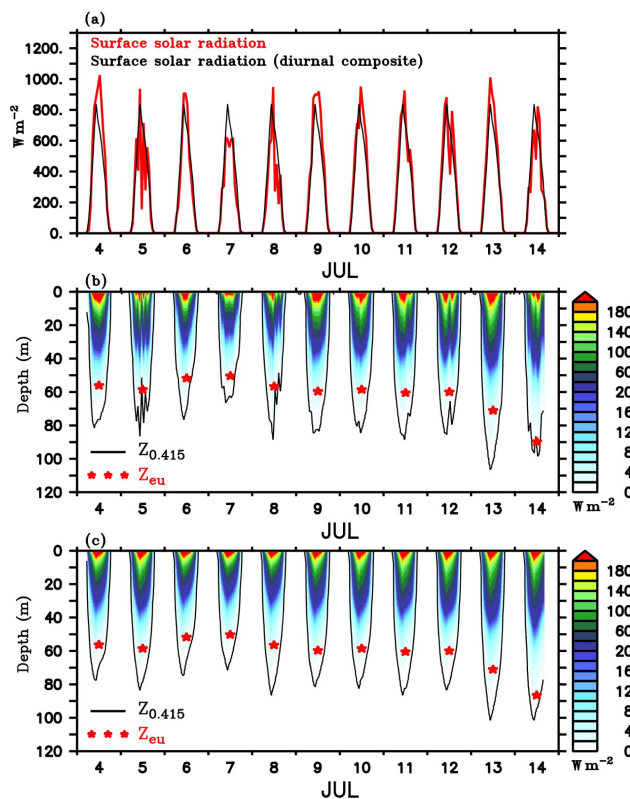 (a)
Surface solar radiation
Surface solar radiation (diurnal composite)
1200.
1000.
800.
600.
400.
200.
0.
W m⁻²
4 5 6 7 8 9 10 11 12 13 14
JUL
(b)
0
20
40
60
80
100
120
Depth (m)
Z0.415
Zeu
4 5 6 7 8 9 10 11 12 13 14
JUL
180
140
100
60
36
28
20
12
4
0
W m⁻²
(c)
0
20
40
60
80
100
120
Depth (m)
Z0.415
Zeu
4 5 6 7 8 9 10 11 12 13 14
JUL
180
140
100
60
36
28
20
12
4
0
W m⁻²